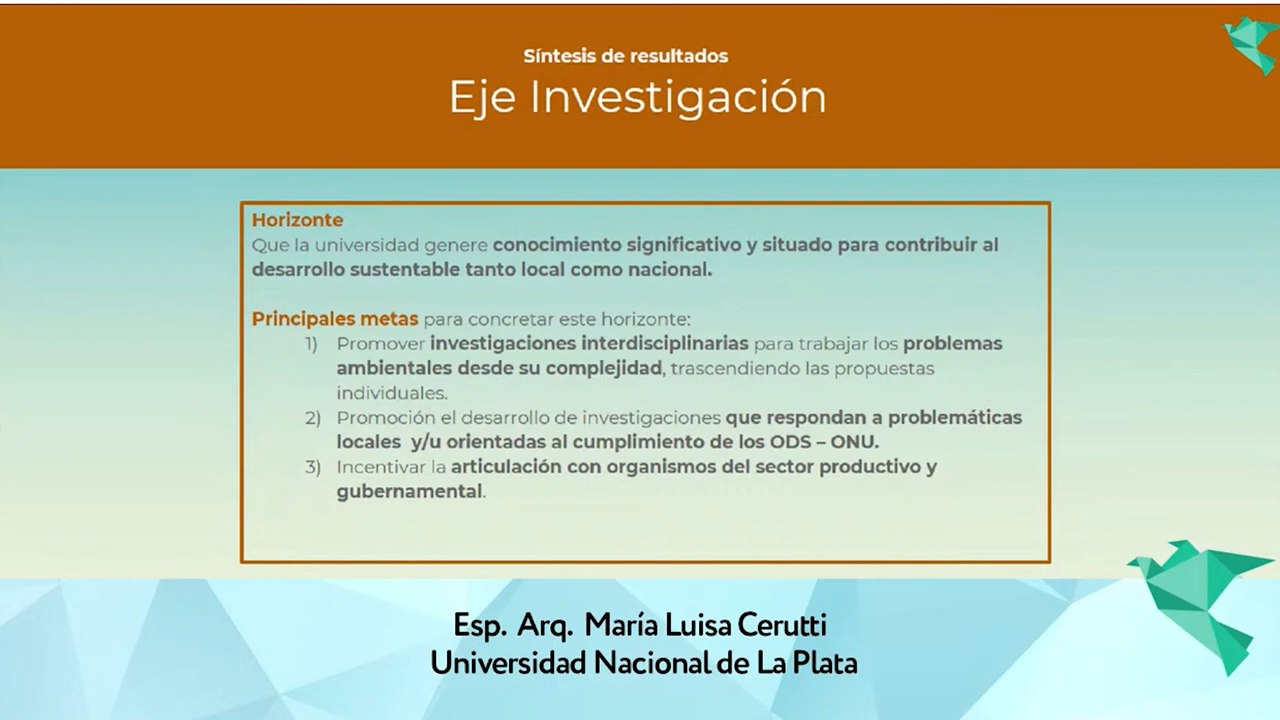 Síntesis de resultados
Eje Investigación
Horizonte
Que la universidad genere conocimiento significativo y situado para contribuir al
desarrollo sustentable tanto local como nacional.
Principales metas para concretar este horizonte:
1) Promover investigaciones interdisciplinarias para trabajar los problemas
ambientales desde su complejidad, trascendiendo las propuestas
individuales.
2) Promoción el desarrollo de investigaciones que respondan a problemáticas
locales y/u orientadas al cumplimiento de los ODS – ONU.
3) Incentivar la articulación con organismos del sector productivo y
gubernamental.
Esp. Arq. María Luisa Cerutti
Universidad Nacional de La Plata